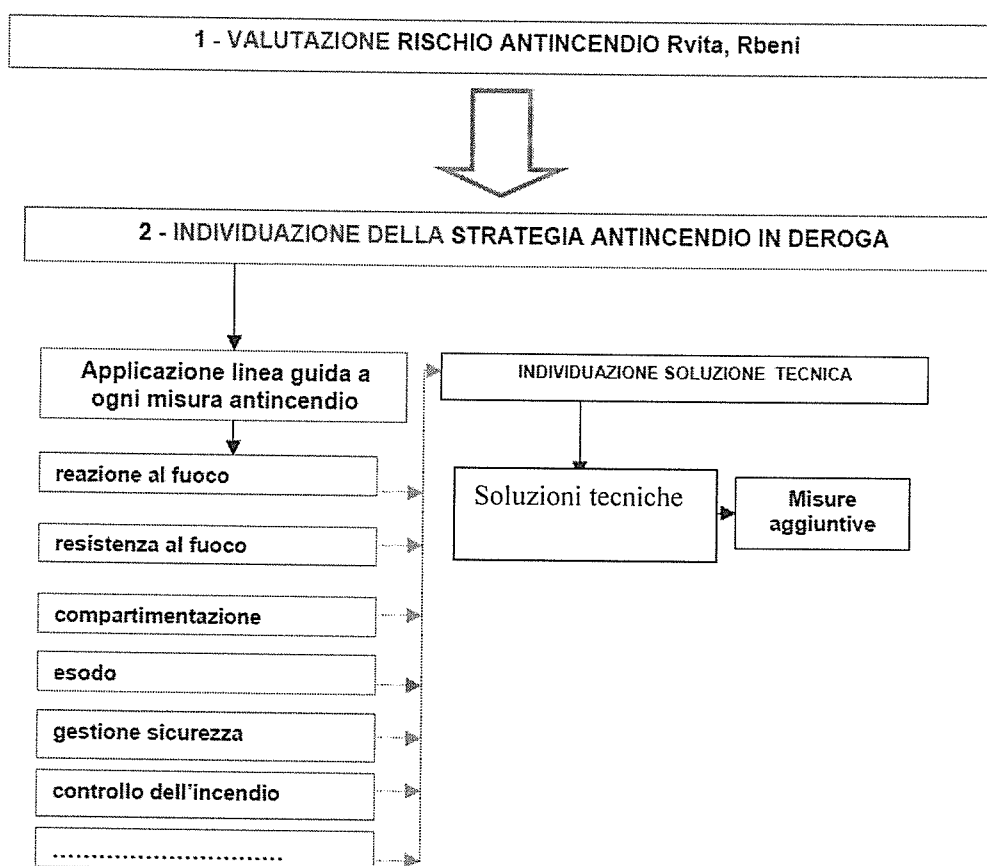 1 - VALUTAZIONE RISCHIO ANTINCENDIO Rvita, Rbeni
2 - INDIVIDUAZIONE DELLA STRATEGIA ANTINCENDIO IN DEROGA
Applicazione linea guida a
ogni misura antincendio
INDIVIDUAZIONE SOLUZIONE TECNICA
reazione al fuoco
Soluzioni tecniche
Misure
aggiuntive
resistenza al fuoco
compartimentazione
esodo
gestione sicurezza
controllo dell'incendio
..............................